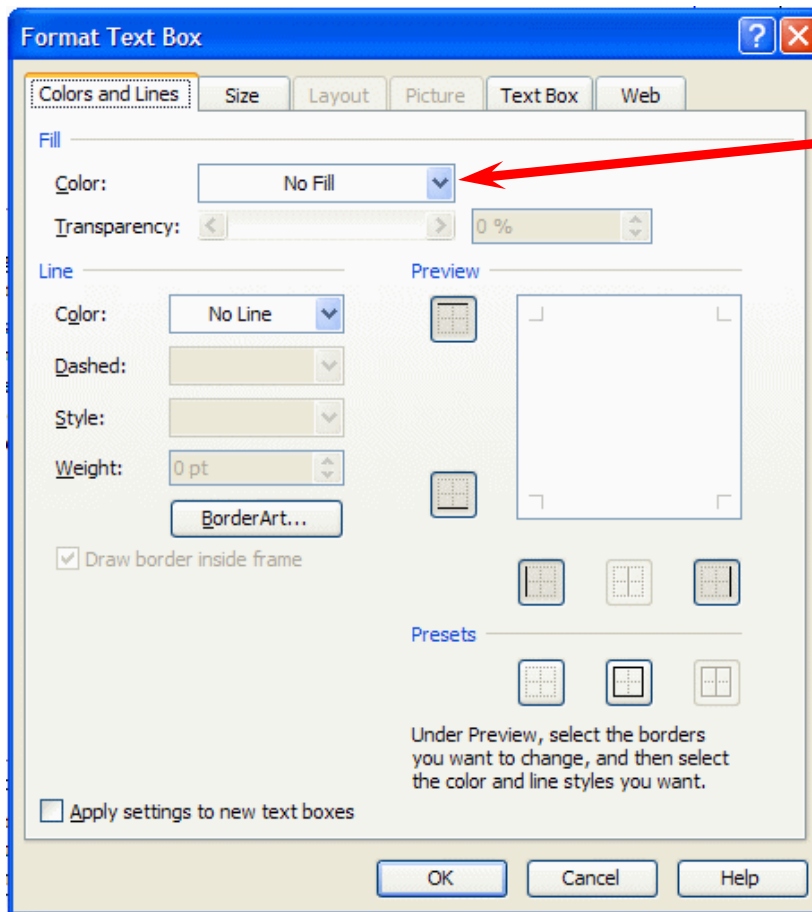 Format Text Box
Colors and Lines Size Layout Picture Text Box Web
Fill
Color: No Fill
Transparency: 0 %
Line
Color: No Line
Dashed:
Style:
Weight: 0 pt
BorderArt...
Draw border inside frame
Preview
Presets
Under Preview, select the borders
you want to change, and then select
the color and line styles you want.
Apply settings to new text boxes
OK Cancel Help